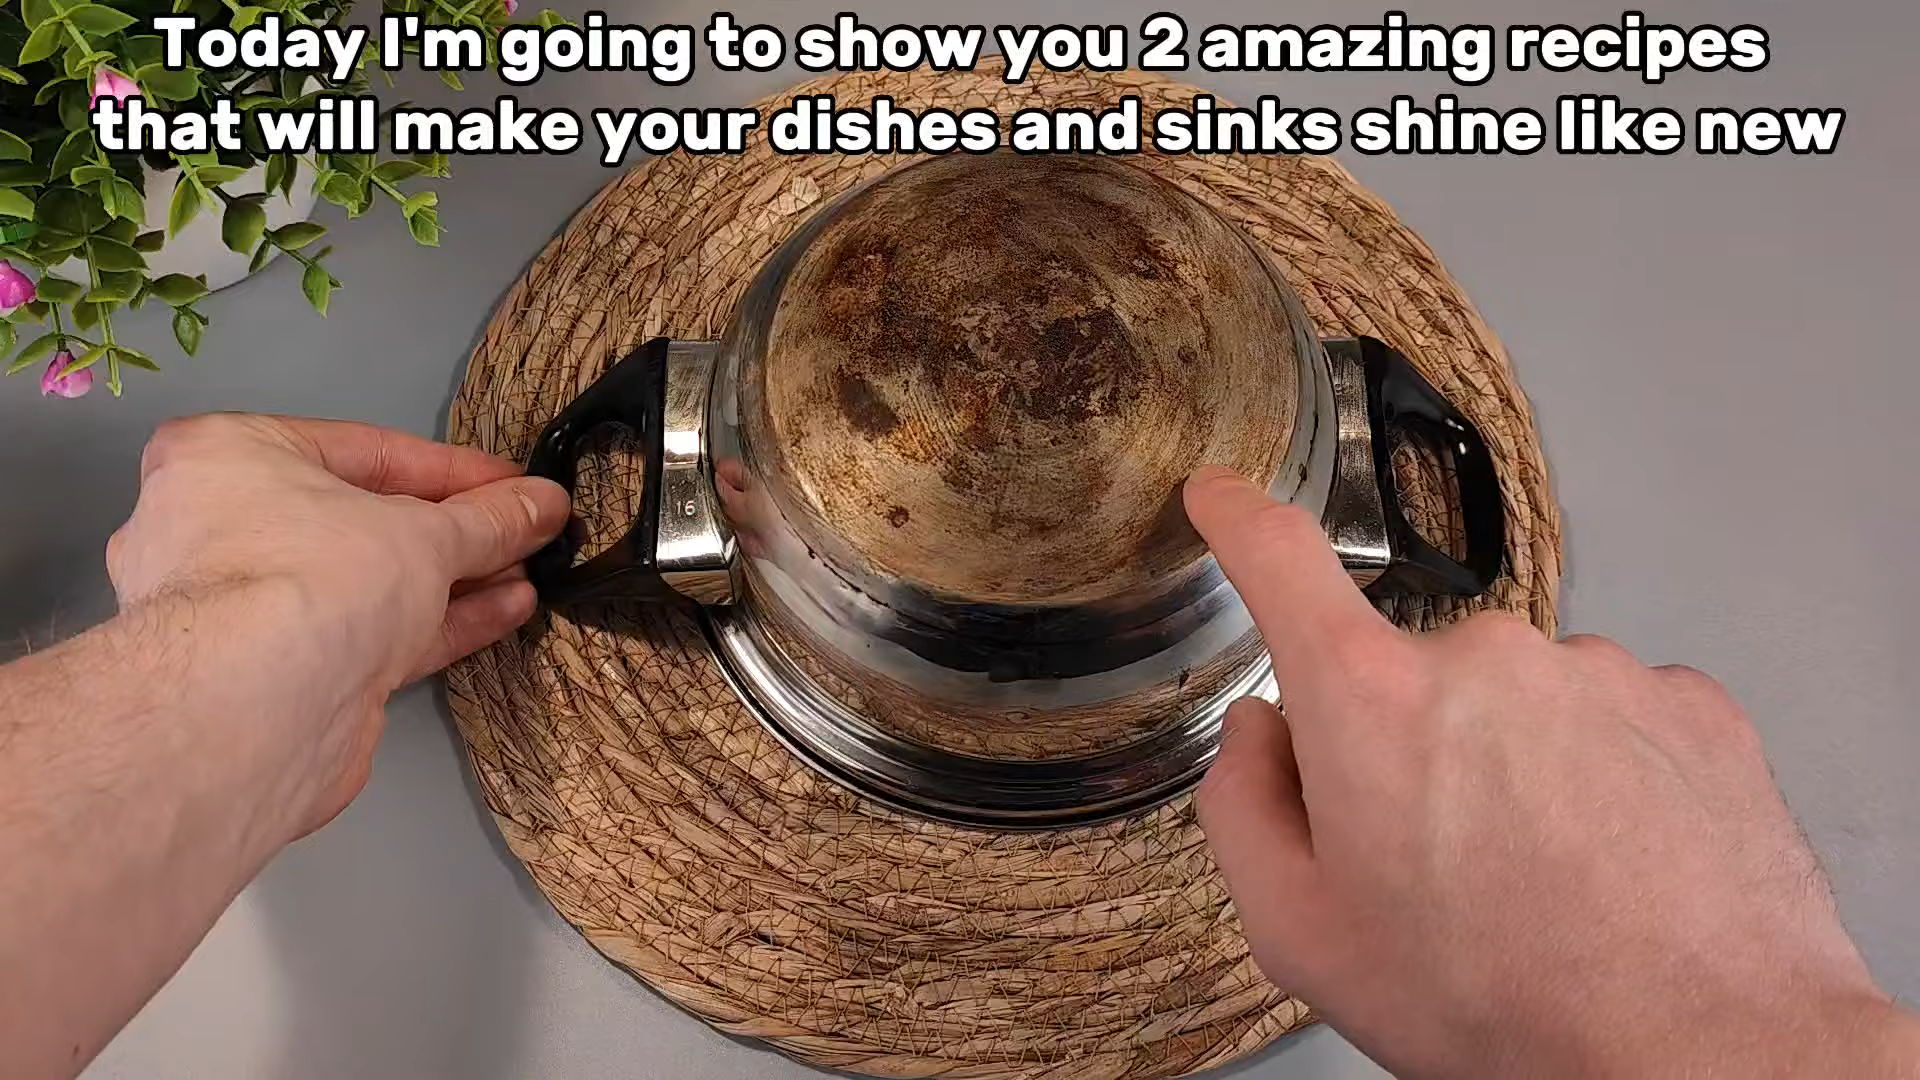 Today I'm going to show you 2 amazing recipes
that will make your dishes and sinks shine like new
16